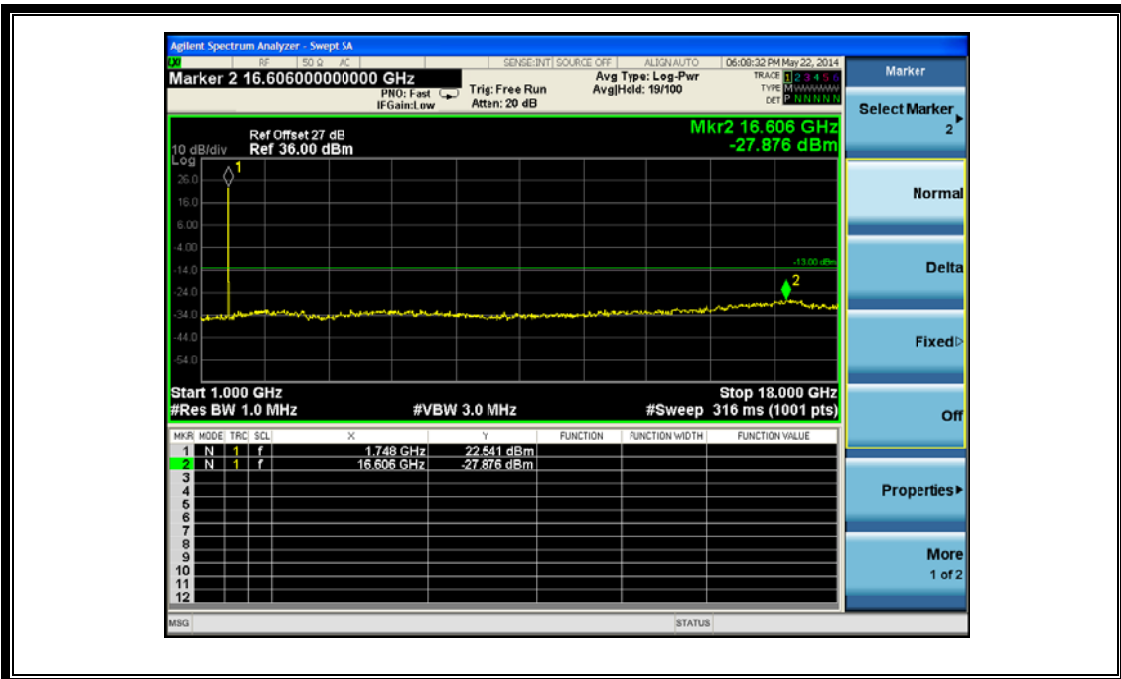 Agilent Spectrum Analyzer - Swept SA
LXI RF 50 Ω AC SENSE:INT SOURCE OFF ALIGN AUTO 06:08:32 PM May 22, 2014
Marker 2 16.606000000000 GHz
PNO: Fast
IFGain:Low
Trig: Free Run
Atten: 20 dB
Avg Type: Log-Pwr
Avg|Hold: 19/100
TRACE 1 2 3 4 5 6
TYPE M
DET P N N N N N
Mkr2 16.606 GHz
-27.876 dBm
Ref Offset 27 dB
10 dB/div Ref 36.00 dBm
Log
26.0
16.0
6.00
-4.00
-14.0
-24.0
-34.0
-44.0
-54.0
1
-13.00 dBm
2
Start 1.000 GHz Stop 18.000 GHz
#Res BW 1.0 MHz #VBW 3.0 MHz #Sweep 316 ms (1001 pts)
MKR MODE TRC SCL X Y FUNCTION FUNCTION WIDTH FUNCTION VALUE
1 N 1 f 1.748 GHz 22.541 dBm
2 N 1 f 16.606 GHz -27.876 dBm
3
4
5
6
7
8
9
10
11
12
MSG STATUS
Marker
Select Marker
2
Normal
Delta
Fixed
Off
Properties
More
1 of 2